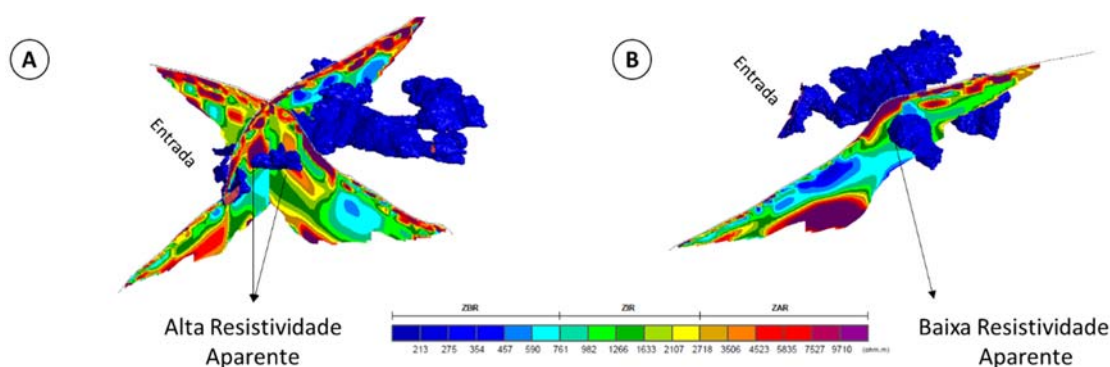 A
B
Entrada
Entrada
Alta Resistividade
Aparente
Baixa Resistividade
Aparente
ZBR ZIR ZAR
213 275 354 457 590 761 982 1266 1633 2107 2718 3506 4523 5835 7527 9710 (ohm.m)